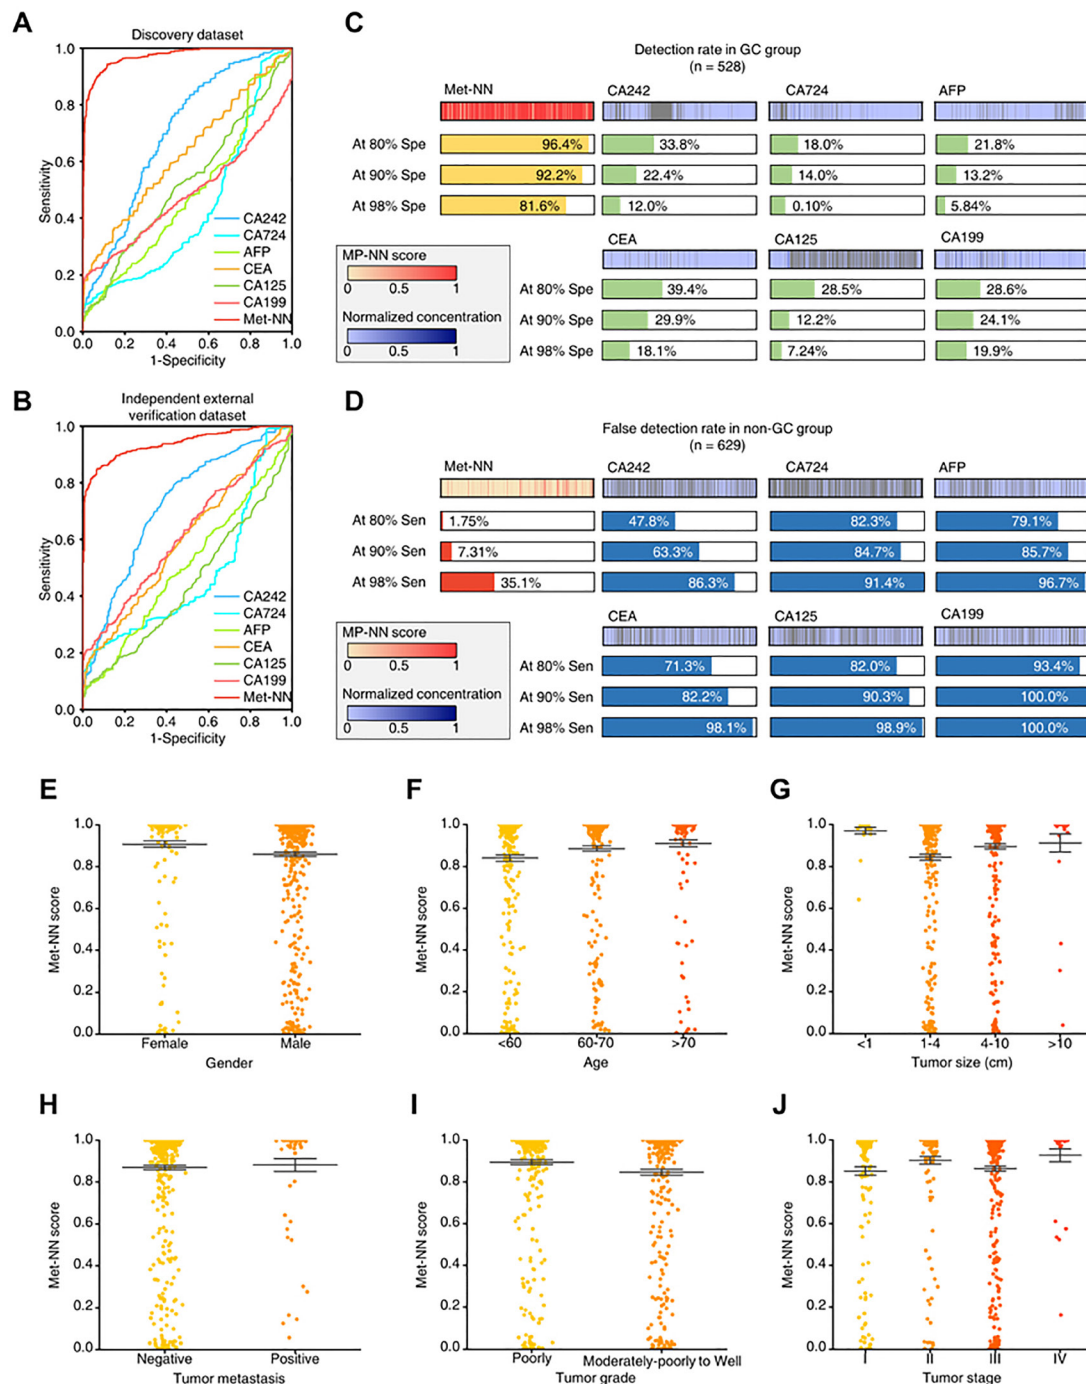 A
Discovery dataset
1.0
0.8
0.6
0.4
0.2
0.0
Sensitivity
CA242
CA724
AFP
CEA
CA125
CA199
Met-NN
0.0 0.2 0.4 0.6 0.8 1.0
1-Specificity
B
Independent external
verification dataset
1.0
0.8
0.6
0.4
0.2
0.0
Sensitivity
CA242
CA724
AFP
CEA
CA125
CA199
Met-NN
0.0 0.2 0.4 0.6 0.8 1.0
1-Specificity
C
Detection rate in GC group
(n = 528)
Met-NN CA242 CA724 AFP
At 80% Spe 96.4% 33.8% 18.0% 21.8%
At 90% Spe 92.2% 22.4% 14.0% 13.2%
At 98% Spe 81.6% 12.0% 0.10% 5.84%
CEA CA125 CA199
At 80% Spe 39.4% 28.5% 28.6%
At 90% Spe 29.9% 12.2% 24.1%
At 98% Spe 18.1% 7.24% 19.9%
MP-NN score
0 0.5 1
Normalized concentration
0 0.5 1
D
False detection rate in non-GC group
(n = 629)
Met-NN CA242 CA724 AFP
At 80% Sen 1.75% 47.8% 82.3% 79.1%
At 90% Sen 7.31% 63.3% 84.7% 85.7%
At 98% Sen 35.1% 86.3% 91.4% 96.7%
CEA CA125 CA199
At 80% Sen 71.3% 82.0% 93.4%
At 90% Sen 82.2% 90.3% 100.0%
At 98% Sen 98.1% 98.9% 100.0%
MP-NN score
0 0.5 1
Normalized concentration
0 0.5 1
E
1.0
0.8
0.6
0.4
0.2
0.0
Met-NN score
Female Male
Gender
F
1.0
0.8
0.6
0.4
0.2
0.0
Met-NN score
<60 60-70 >70
Age
G
1.0
0.8
0.6
0.4
0.2
0.0
Met-NN score
<1 1-4 4-10 >10
Tumor size (cm)
H
1.0
0.8
0.6
0.4
0.2
0.0
Met-NN score
Negative Positive
Tumor metastasis
I
1.0
0.8
0.6
0.4
0.2
0.0
Met-NN score
Poorly Moderately-poorly to Well
Tumor grade
J
1.0
0.8
0.6
0.4
0.2
0.0
Met-NN score
I II III IV
Tumor stage